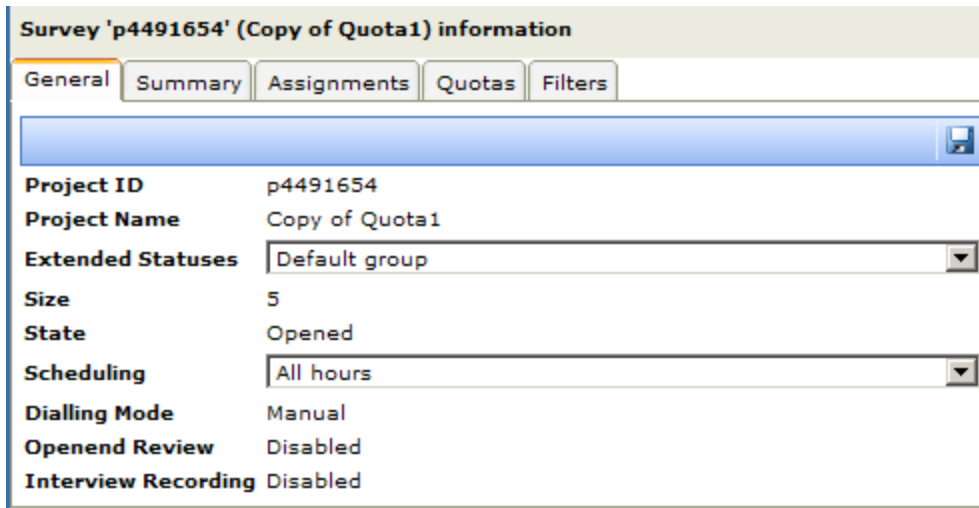 Survey 'p4491654' (Copy of Quota1) information
General Summary Assignments Quotas Filters
Project ID p4491654
Project Name Copy of Quota1
Extended Statuses Default group
Size 5
State Opened
Scheduling All hours
Dialling Mode Manual
Openend Review Disabled
Interview Recording Disabled